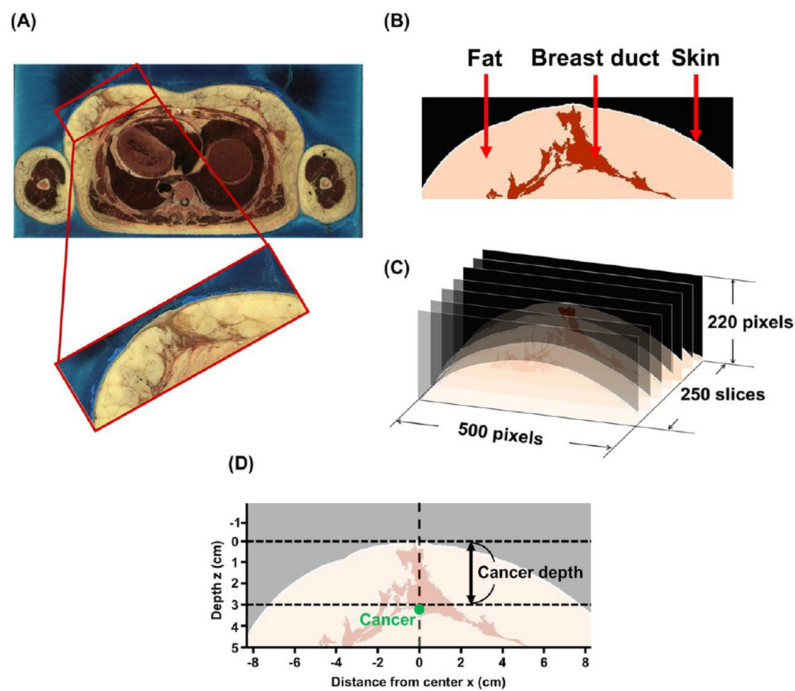 (A)
(B)
Fat Breast duct Skin
(C)
220 pixels
250 slices
500 pixels
(D)
-1
0
1
2
3
4
5
Depth z (cm)
Cancer depth
Cancer
-8 -6 -4 -2 0 2 4 6 8
Distance from center x (cm)